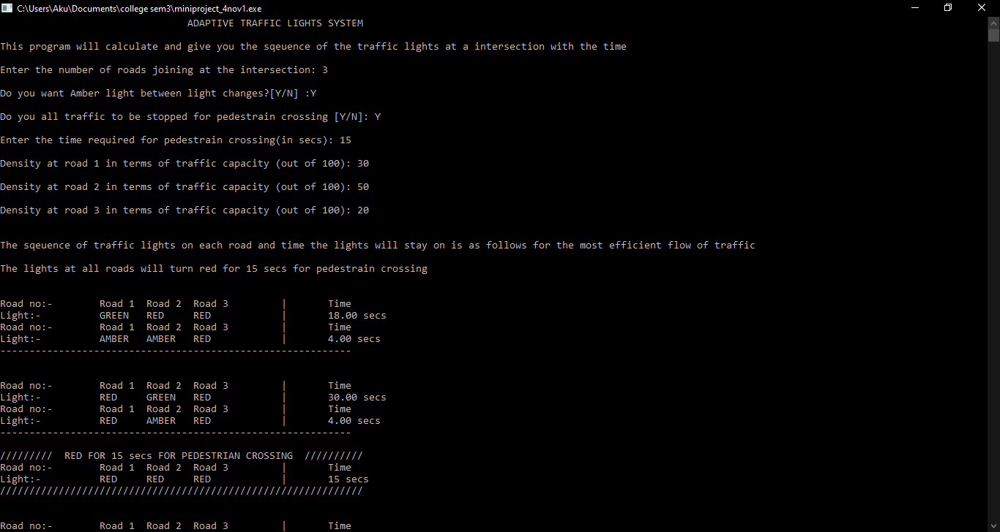 C:\Users\Aku\Documents\college sem3\miniproject_4nov1.exe
ADAPTIVE TRAFFIC LIGHTS SYSTEM
This program will calculate and give you the sqeuence of the traffic lights at a intersection with the time
Enter the number of roads joining at the intersection: 3
Do you want Amber light between light changes?[Y/N] :Y
Do you all traffic to be stopped for pedestrain crossing [Y/N]: Y
Enter the time required for pedestrain crossing(in secs): 15
Density at road 1 in terms of traffic capacity (out of 100): 30
Density at road 2 in terms of traffic capacity (out of 100): 50
Density at road 3 in terms of traffic capacity (out of 100): 20
The sqeuence of traffic lights on each road and time the lights will stay on is as follows for the most efficient flow of traffic
The lights at all roads will turn red for 15 secs for pedestrain crossing
Road no:-        Road 1  Road 2  Road 3         |       Time
Light:-          GREEN   RED     RED            |       18.00 secs
Road no:-        Road 1  Road 2  Road 3         |       Time
Light:-          AMBER   AMBER   RED            |       4.00 secs
------------------------------------------------------------
Road no:-        Road 1  Road 2  Road 3         |       Time
Light:-          RED     GREEN   RED            |       30.00 secs
Road no:-        Road 1  Road 2  Road 3         |       Time
Light:-          RED     AMBER   RED            |       4.00 secs
------------------------------------------------------------
/////////  RED FOR 15 secs FOR PEDESTRIAN CROSSING  //////////
Road no:-        Road 1  Road 2  Road 3         |       Time
Light:-          RED     RED     RED            |       15 secs
//////////////////////////////////////////////////////////////
Road no:-        Road 1  Road 2  Road 3         |       Time